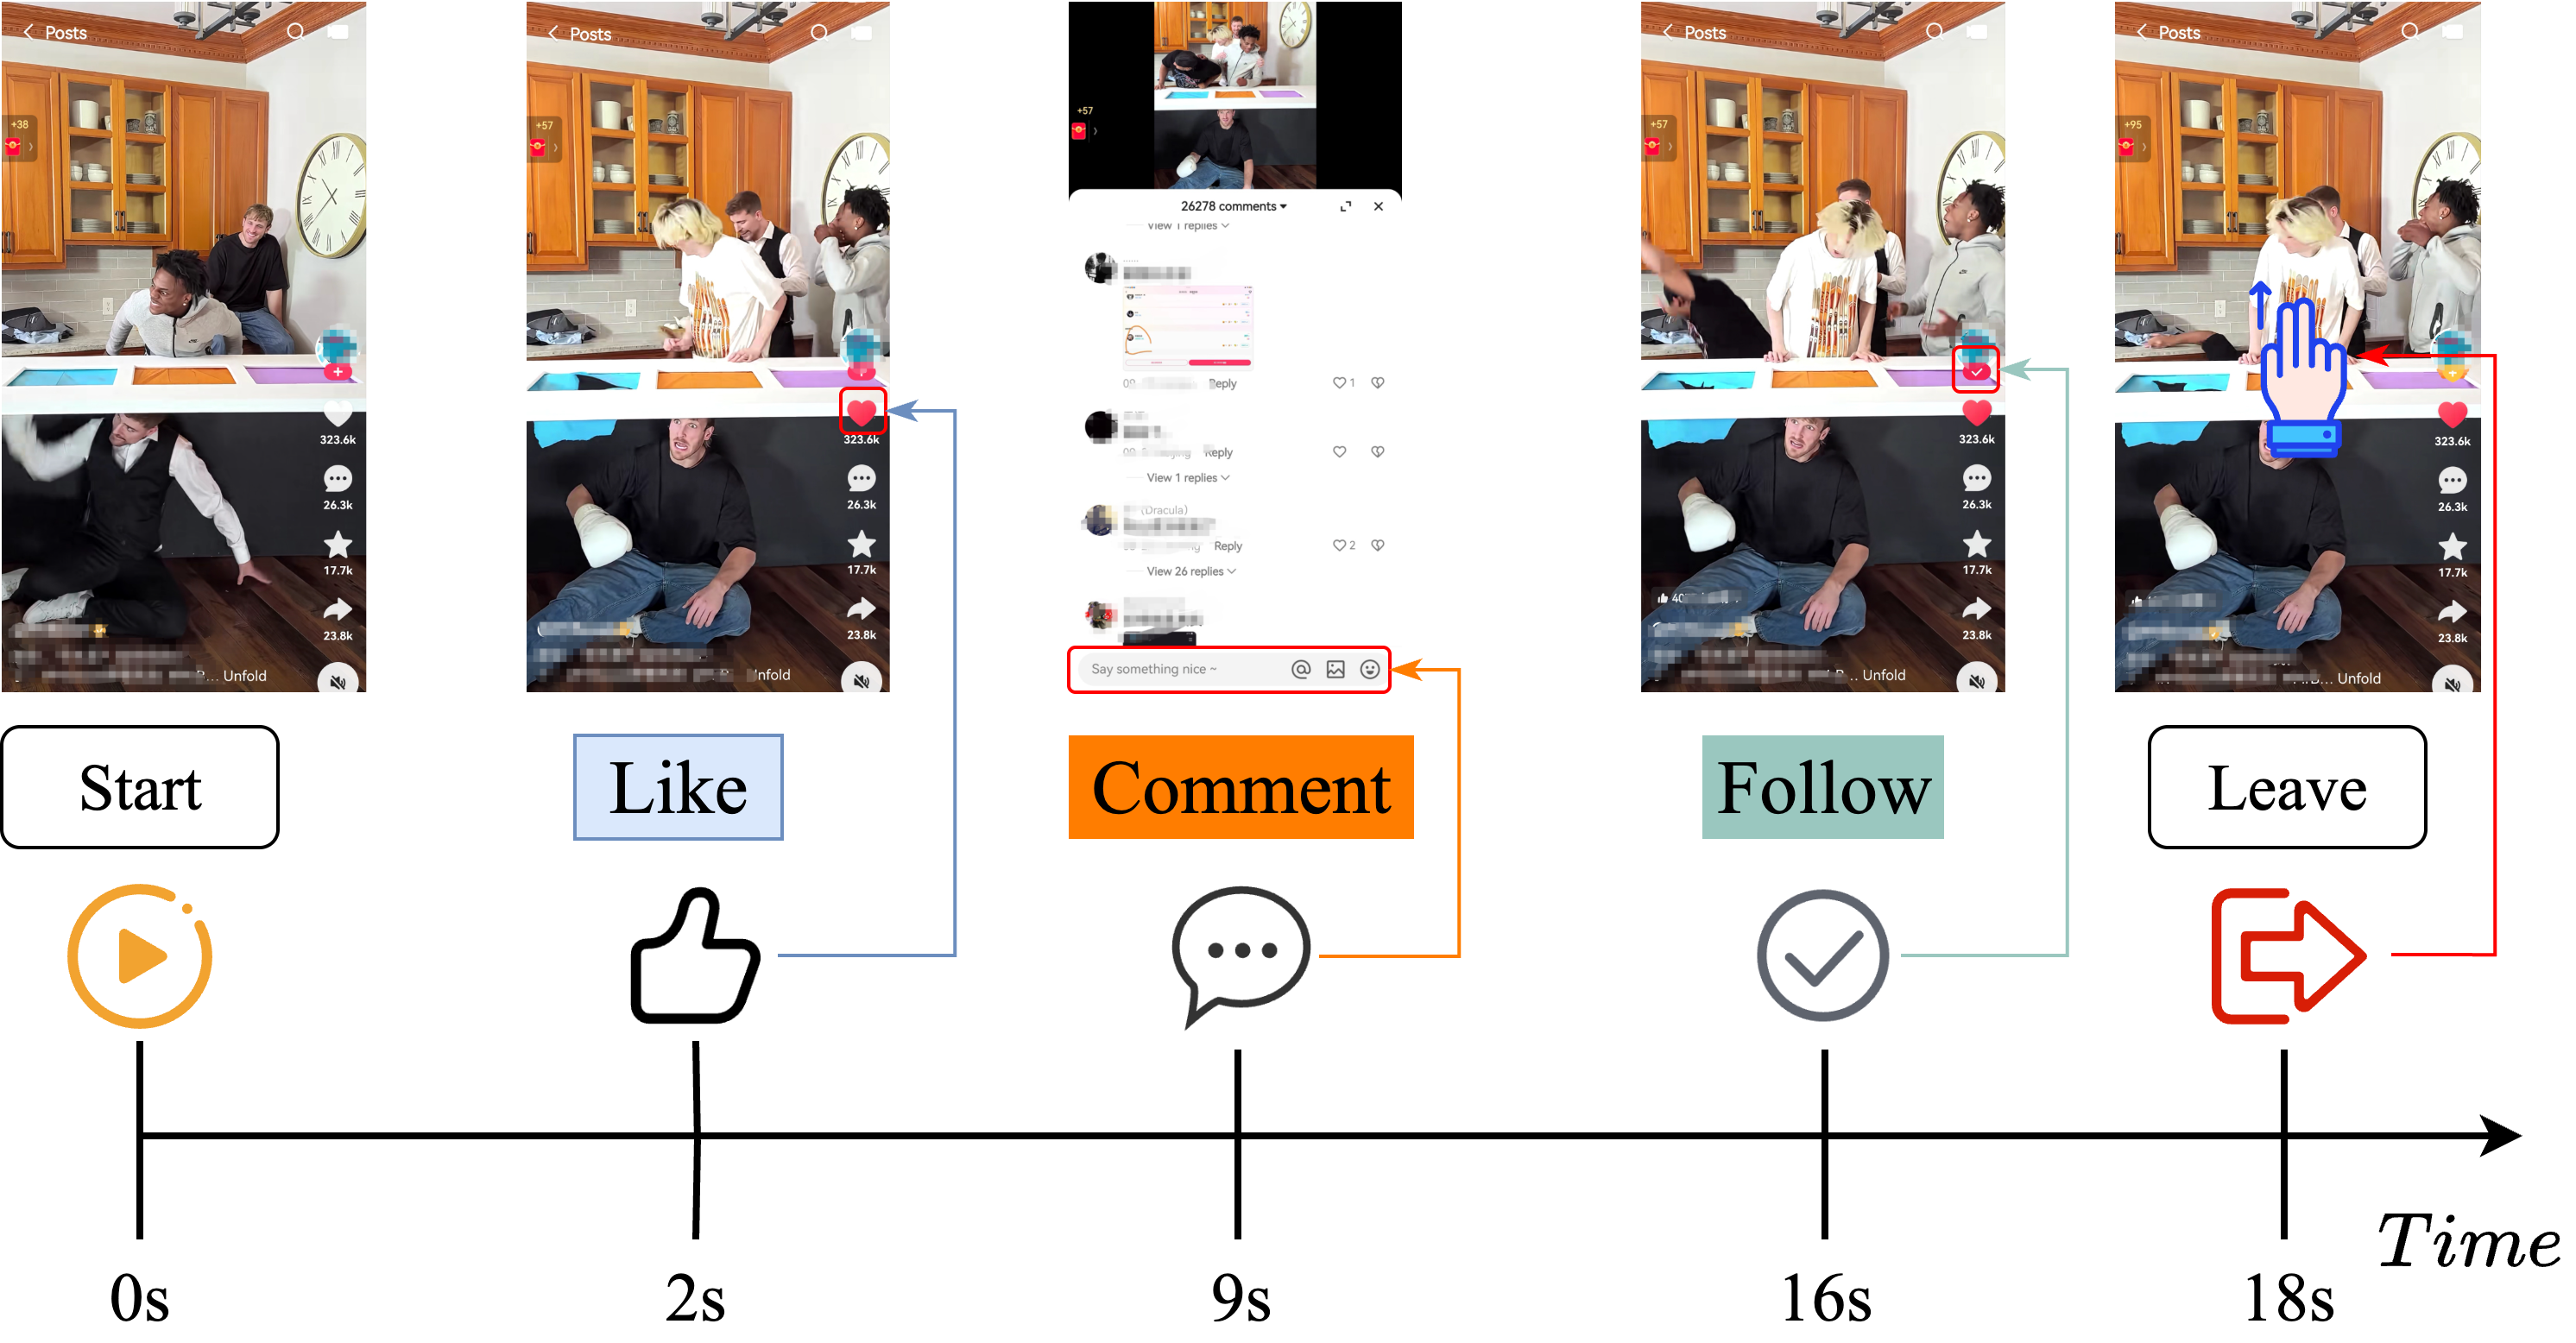 Posts
+38
323.6k
26.3k
17.7k
23.8k
Unfold
Posts
+57
323.6k
26.3k
17.7k
23.8k
nfold
+57
26278 comments
View 1 replies
Reply
1
Reply
View 1 replies
(Dracula)
Reply
2
View 26 replies
Say something nice ~
Posts
+57
323.6k
26.3k
17.7k
23.8k
Unfold
Posts
+95
323.6k
26.3k
17.7k
23.8k
Unfold
Start
Like
Comment
Follow
Leave
0s
2s
9s
16s
18s
Time